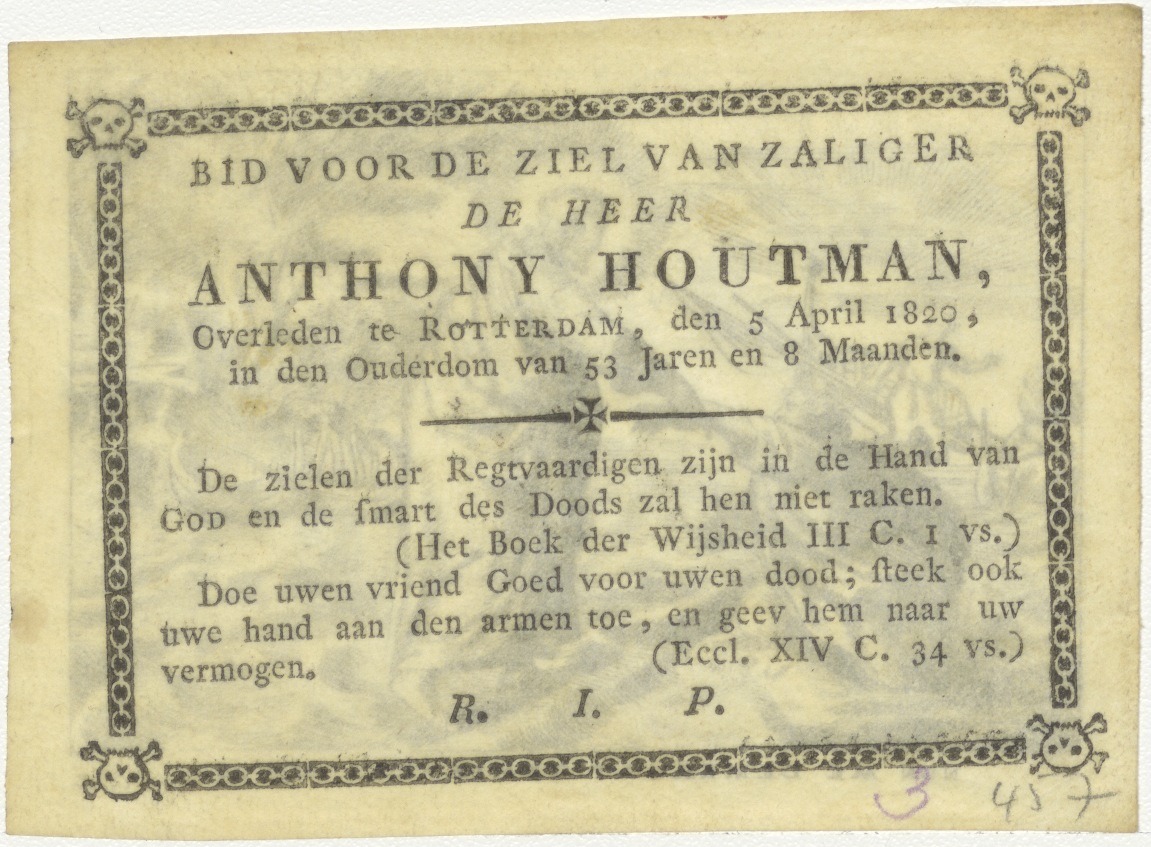 BID VOOR DE ZIEL VAN ZALIGER
DE HEER
ANTHONY HOUTMAN,
Overleden te ROTTERDAM, den 5 April 1820,
in den Ouderdom van 53 Jaren en 8 Maanden.
De zielen der Regtvaardigen zijn in de Hand van
GOD en de ſmart des Doods zal hen niet raken.
(Het Boek der Wijsheid III C. 1 vs.)
Doe uwen vriend Goed voor uwen dood; ſteek ook
uwe hand aan den armen toe, en geev hem naar uw
vermogen. (Eccl. XIV C. 34 vs.)
R. I. P.
3 457